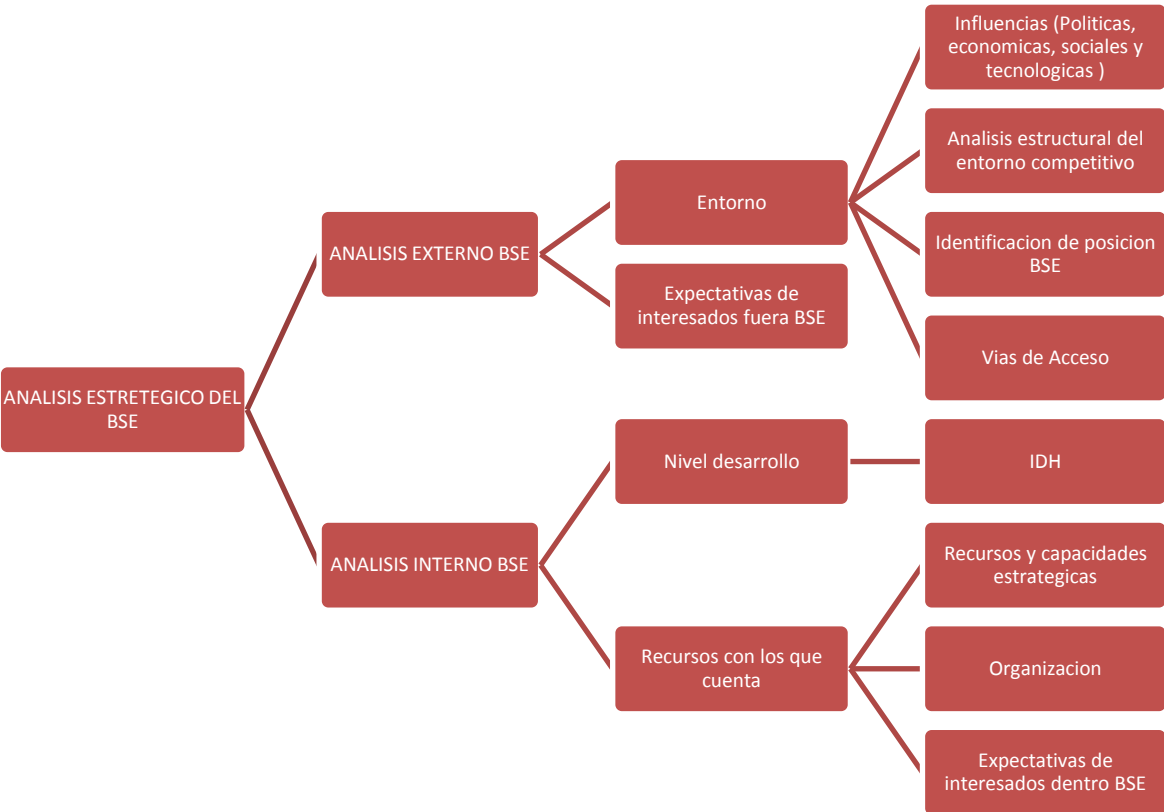 ANALISIS ESTRETEGICO DEL
BSE
ANALISIS EXTERNO BSE
Entorno
Influencias (Politicas,
economicas, sociales y
tecnologicas )
Analisis estructural del
entorno competitivo
Identificacion de posicion
BSE
Vias de Acceso
Expectativas de
interesados fuera BSE
ANALISIS INTERNO BSE
Nivel desarrollo
IDH
Recursos con los que
cuenta
Recursos y capacidades
estrategicas
Organizacion
Expectativas de
interesados dentro BSE